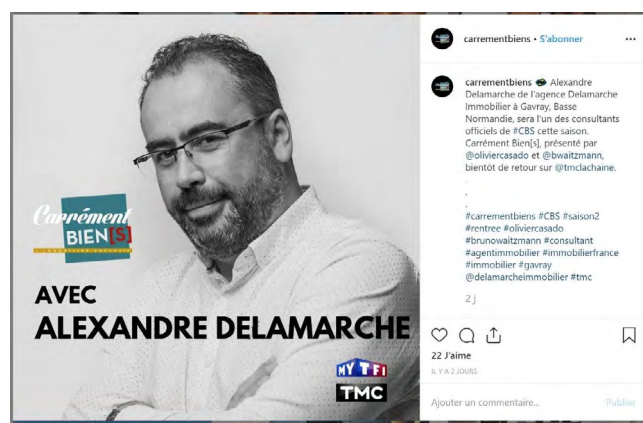 carrementbiens • S'abonner
carrementbiens Alexandre
Delamarche de l'agence Delamarche
Immobilier à Gavray, Basse
Normandie, sera l'un des consultants
officiels de #CBS cette saison.
Carrément Bien[s], présenté par
@oliviercasado et @bwaitzmann,
bientôt de retour sur @tmclachaine.
.
.
.
#carrementbiens #CBS #saison2
#rentree #oliviercasado
#brunowaitzmann #consultant
#agentimmobilier #immobilierfrance
#immobilier #gavray
@delamarcheimmobilier #tmc
2 j
22 J'aime
IL Y A 2 JOURS
Ajouter un commentaire...
Publier
Carrément
BIEN[S]
AVEC
ALEXANDRE DELAMARCHE
MYTF1
TMC